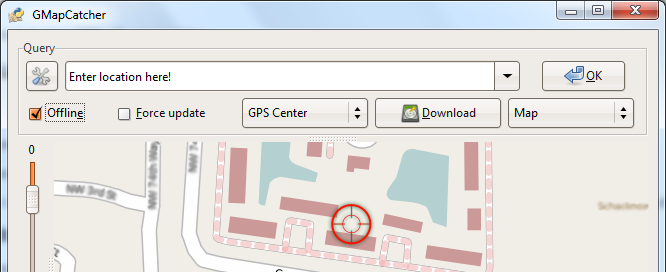 GMapCatcher
Query
Enter location here!
OK
Offline
Force update
GPS Center
Download
Map
0
NW 3rd St
NW 74th Way
NW 7